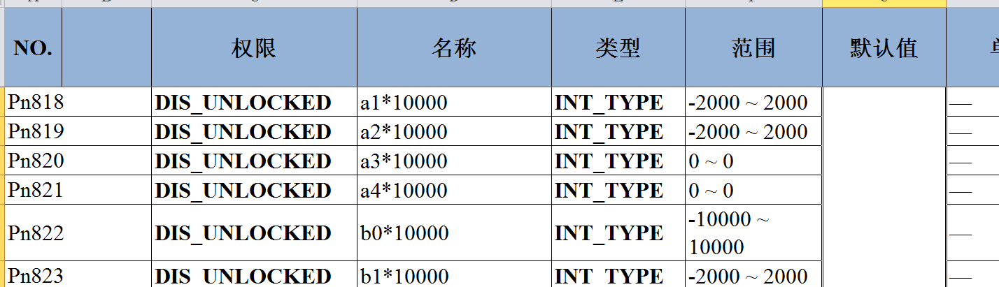 NO. 权限 名称 类型 范围 默认值
Pn818 DIS_UNLOCKED a1*10000 INT_TYPE -2000 ~ 2000 —
Pn819 DIS_UNLOCKED a2*10000 INT_TYPE -2000 ~ 2000 —
Pn820 DIS_UNLOCKED a3*10000 INT_TYPE 0 ~ 0 —
Pn821 DIS_UNLOCKED a4*10000 INT_TYPE 0 ~ 0 —
Pn822 DIS_UNLOCKED b0*10000 INT_TYPE -10000 ~
10000 —
Pn823 DIS_UNLOCKED b1*10000 INT_TYPE -2000 ~ 2000 —